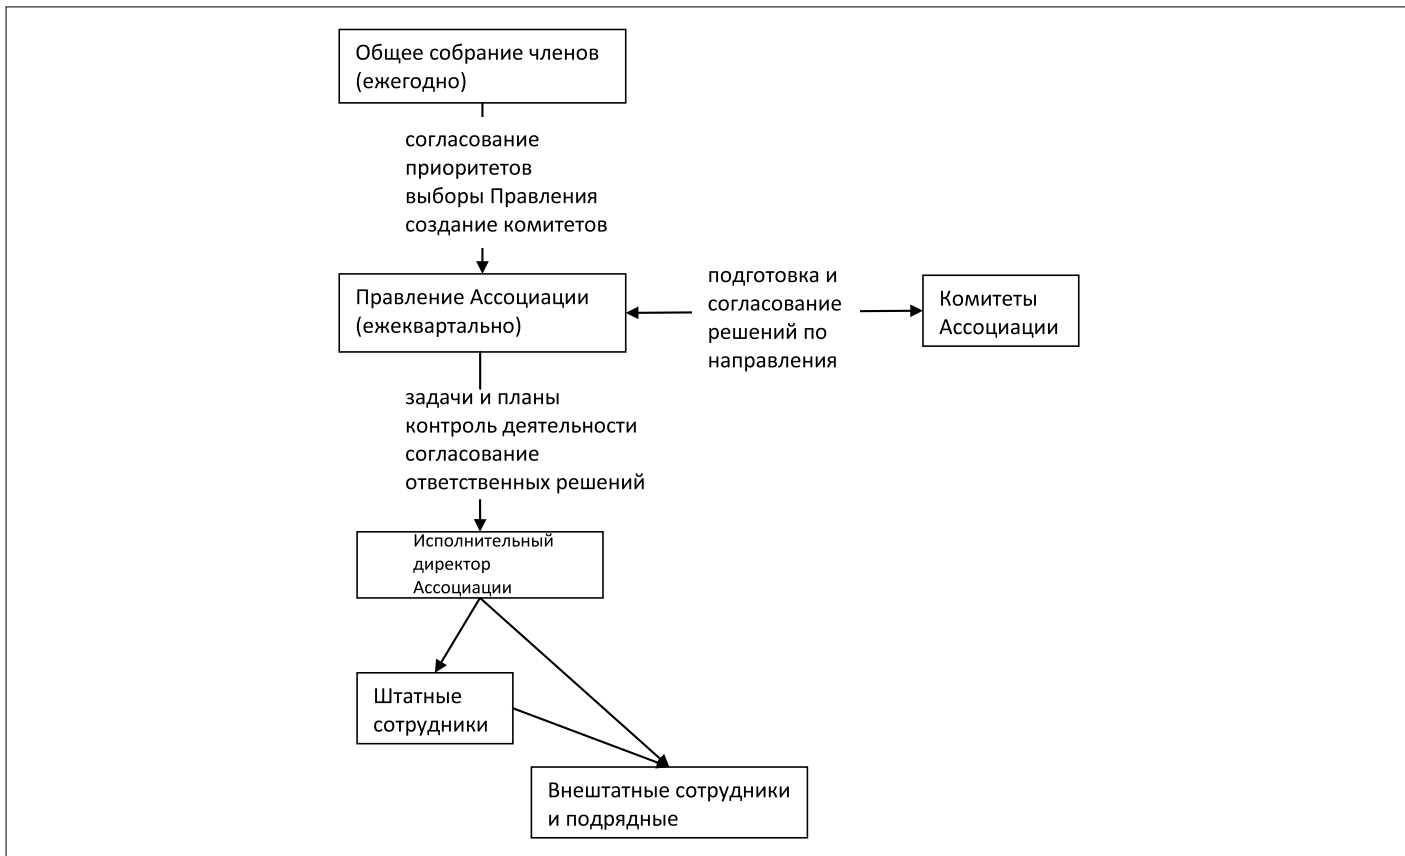 Общее собрание членов
(ежегодно)
согласование
приоритетов
выборы Правления
создание комитетов
Правление Ассоциации
(ежеквартально)
подготовка и
согласование
решений по
направления
Комитеты
Ассоциации
задачи и планы
контроль деятельности
согласование
ответственных решений
Исполнительный
директор
Ассоциации
Штатные
сотрудники
Внештатные сотрудники
и подрядные